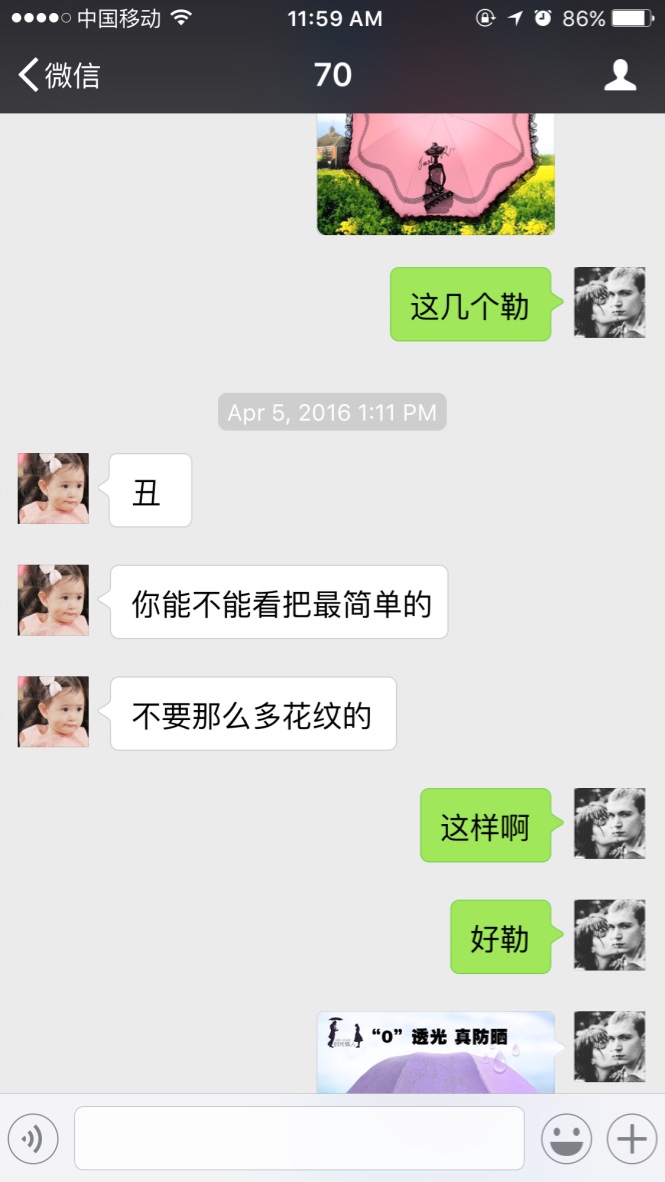 中国移动 11:59 AM 86%
微信 70
这几个勒
Apr 5, 2016 1:11 PM
丑
你能不能看把最简单的
不要那么多花纹的
这样啊
好勒
“0”透光 真防晒